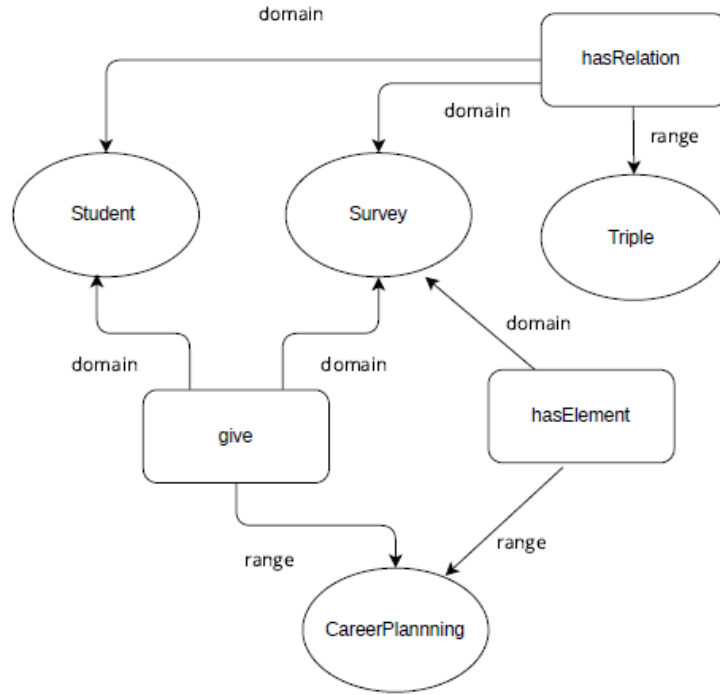 domain
hasRelation
domain
range
Student
Survey
Triple
domain
domain
domain
give
hasElement
range
range
CareerPlannning